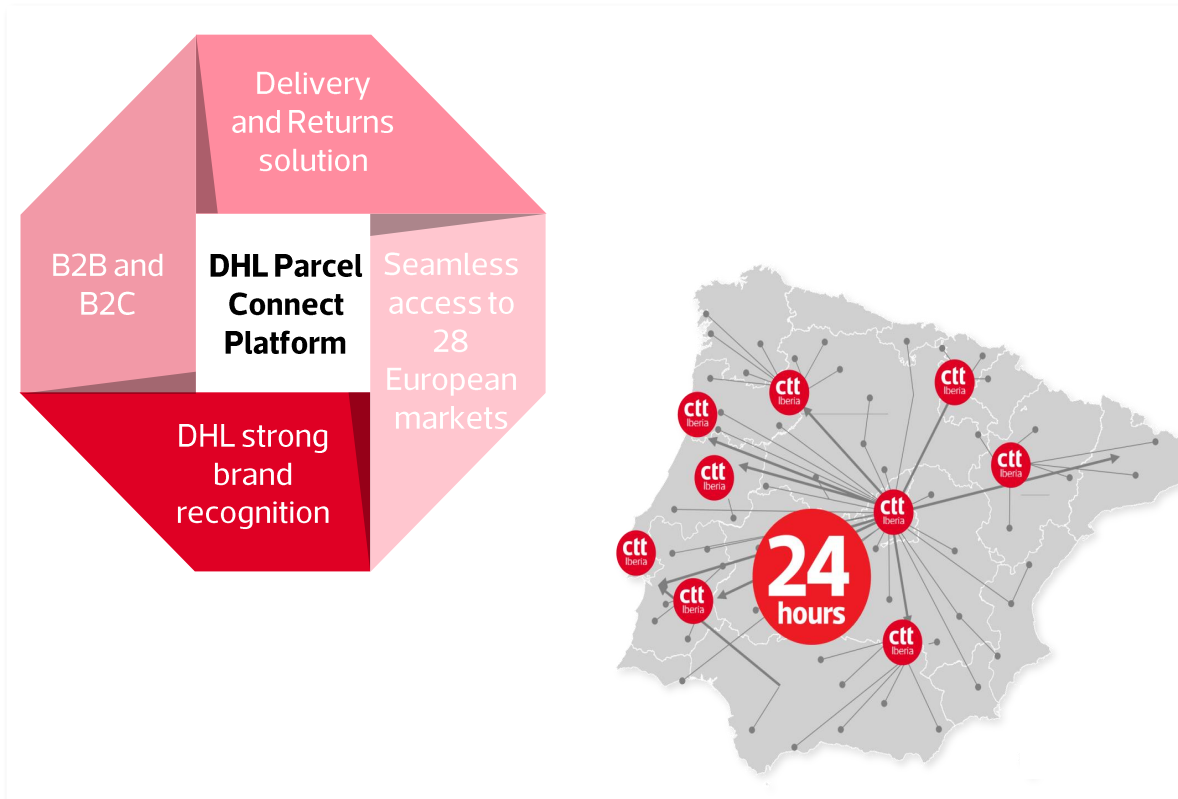 Delivery
and Returns
solution
B2B and
B2C
DHL Parcel
Connect
Platform
Seamless
access to
28
European
markets
DHL strong
brand
recognition
ctt
Iberia
ctt
Iberia
ctt
Iberia
ctt
Iberia
ctt
Iberia
ctt
Iberia
ctt
Iberia
24
hours
ctt
Iberia
ctt
Iberia